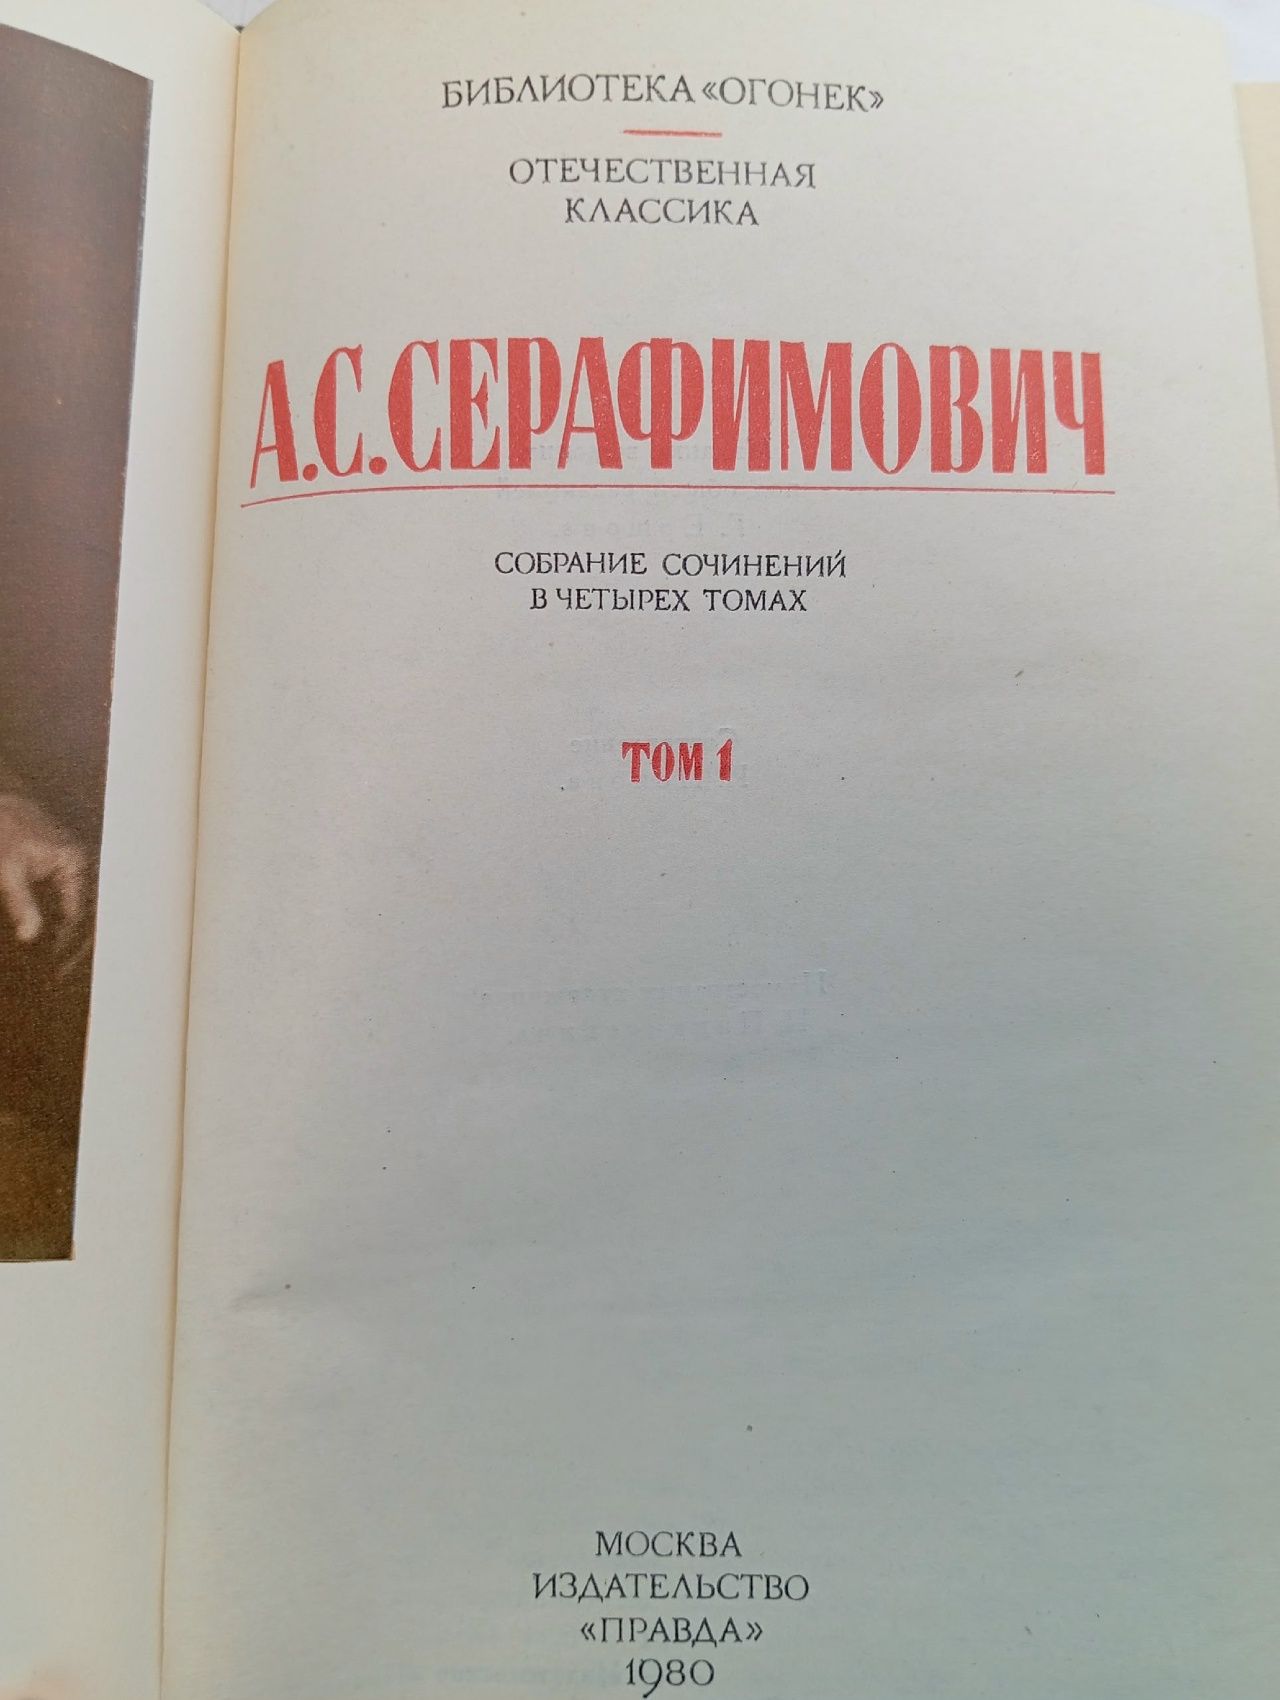 БИБЛИОТЕКА «ОГОНЕК»
ОТЕЧЕСТВЕННАЯ
КЛАССИКА
А.С.СЕРАФИМОВИЧ
СОБРАНИЕ СОЧИНЕНИЙ
В ЧЕТЫРЕХ ТОМАХ
ТОМ 1
МОСКВА
ИЗДАТЕЛЬСТВО
«ПРАВДА»
1980